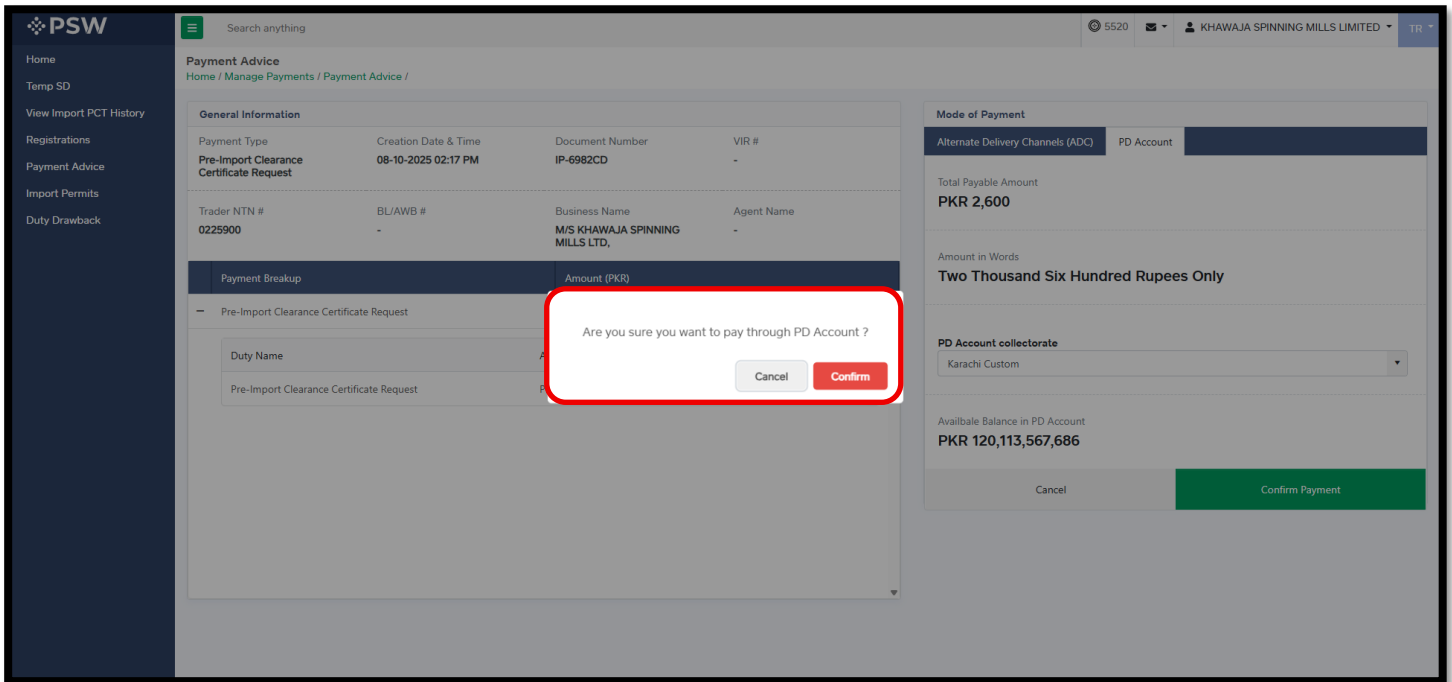 PSW
Search anything
5520
KHAWAJA SPINNING MILLS LIMITED
TR
Home
Temp SD
View Import PCT History
Registrations
Payment Advice
Import Permits
Duty Drawback
Payment Advice
Home / Manage Payments / Payment Advice /
General Information
Payment Type
Creation Date & Time
Document Number
VIR #
Pre-Import Clearance
Certificate Request
08-10-2025 02:17 PM
IP-6982CD
-
Trader NTN #
BL/AWB #
Business Name
Agent Name
0225900
-
M/S KHAWAJA SPINNING
MILLS LTD,
-
Payment Breakup
Amount (PKR)
Pre-Import Clearance Certificate Request
Duty Name
Pre-Import Clearance Certificate Request
Are you sure you want to pay through PD Account ?
Cancel
Confirm
Mode of Payment
Alternate Delivery Channels (ADC)
PD Account
Total Payable Amount
PKR 2,600
Amount in Words
Two Thousand Six Hundred Rupees Only
PD Account collectorate
Karachi Custom
Availbale Balance in PD Account
PKR 120,113,567,686
Cancel
Confirm Payment